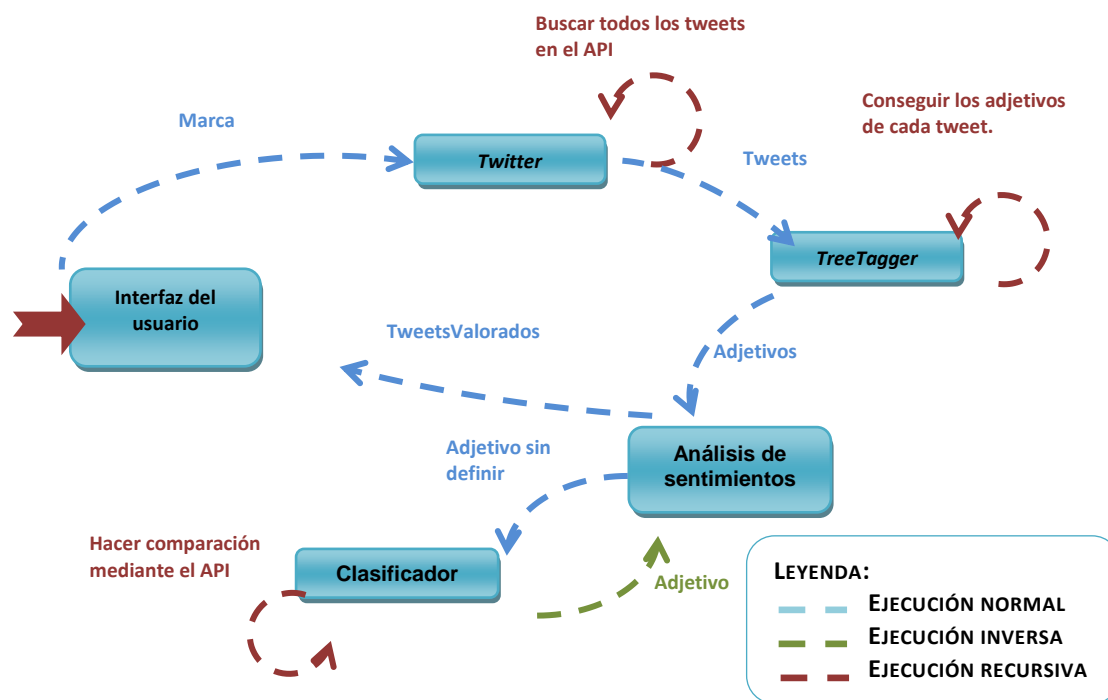 Buscar todos los tweets
en el API
Marca
Twitter
Conseguir los adjetivos
de cada tweet.
Tweets
TreeTagger
Interfaz del
usuario
TweetsValorados
Adjetivos
Análisis de
sentimientos
Adjetivo sin
definir
Hacer comparación
mediante el API
Clasificador
Adjetivo
LEYENDA:
EJECUCIÓN NORMAL
EJECUCIÓN INVERSA
EJECUCIÓN RECURSIVA